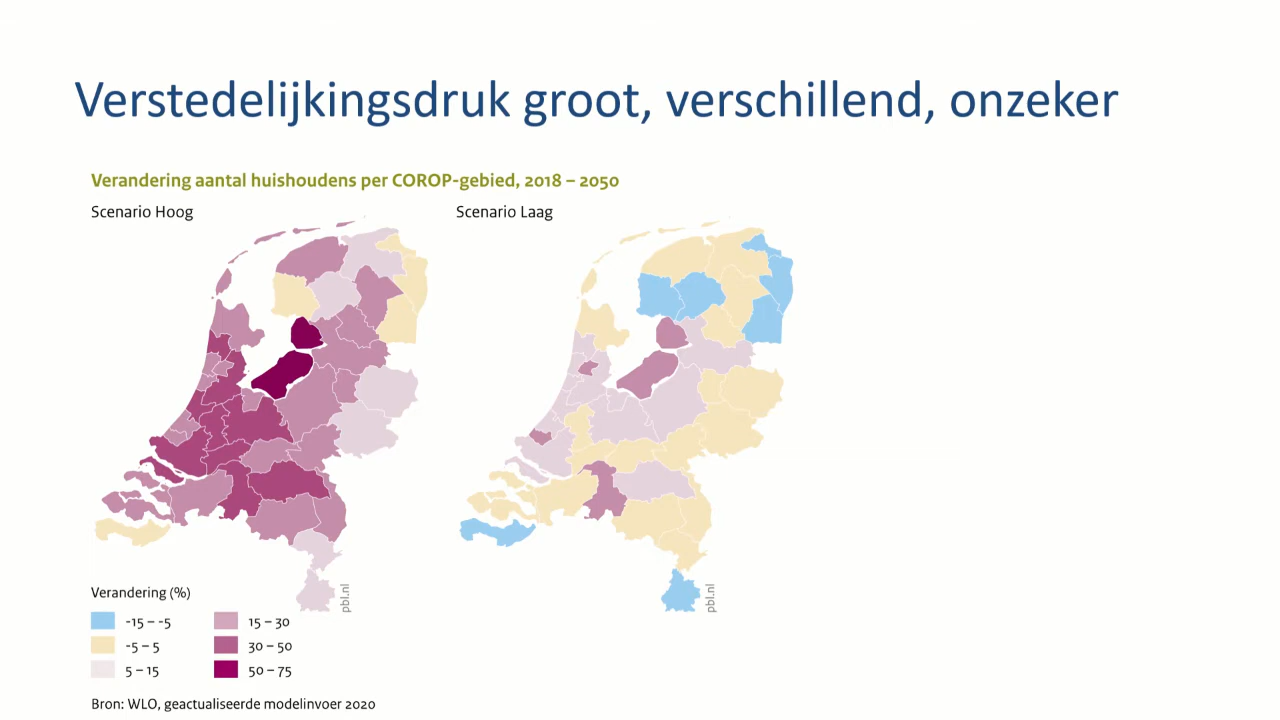 Verstedelijkingsdruk groot, verschillend, onzeker
Verandering aantal huishoudens per COROP-gebied, 2018 – 2050
Scenario Hoog
Scenario Laag
pbl.nl
pbl.nl
Verandering (%)
-15 – -5
-5 – 5
5 – 15
15 – 30
30 – 50
50 – 75
Bron: WLO, geactualiseerde modelinvoer 2020